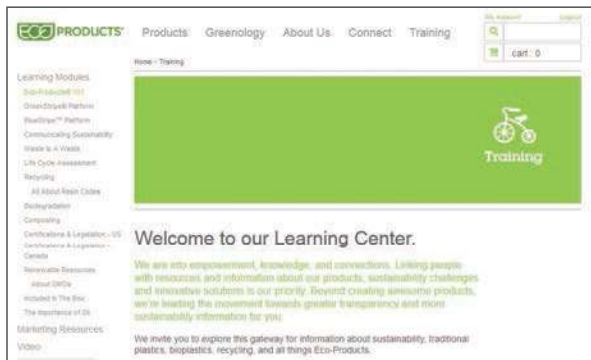 My Account Logout
ECO PRODUCTS®
Products Greenology About Us Connect Training
cart : 0
Home - Training
Learning Modules
Eco-Products® 101
GreenStripe® Platform
BlueStripe™ Platform
Communicating Sustainability
Waste Is A Waste
Life Cycle Assessment
Recycling
All About Resin Codes
Biodegradation
Composting
Certifications & Legislation - US
Certifications & Legislation -
Canada
Renewable Resources
About GMOs
Included In The Box
The Importance of Oil
Marketing Resources
Video
Training
Welcome to our Learning Center.
We are into empowerment, knowledge, and connections. Linking people
with resources and information about our products, sustainability challenges
and innovative solutions is our priority. Beyond creating awesome products,
we're leading the movement towards greater transparency and more
sustainability information for you.
We invite you to explore this gateway for information about sustainability, traditional
plastics, bioplastics, recycling, and all things Eco-Products.